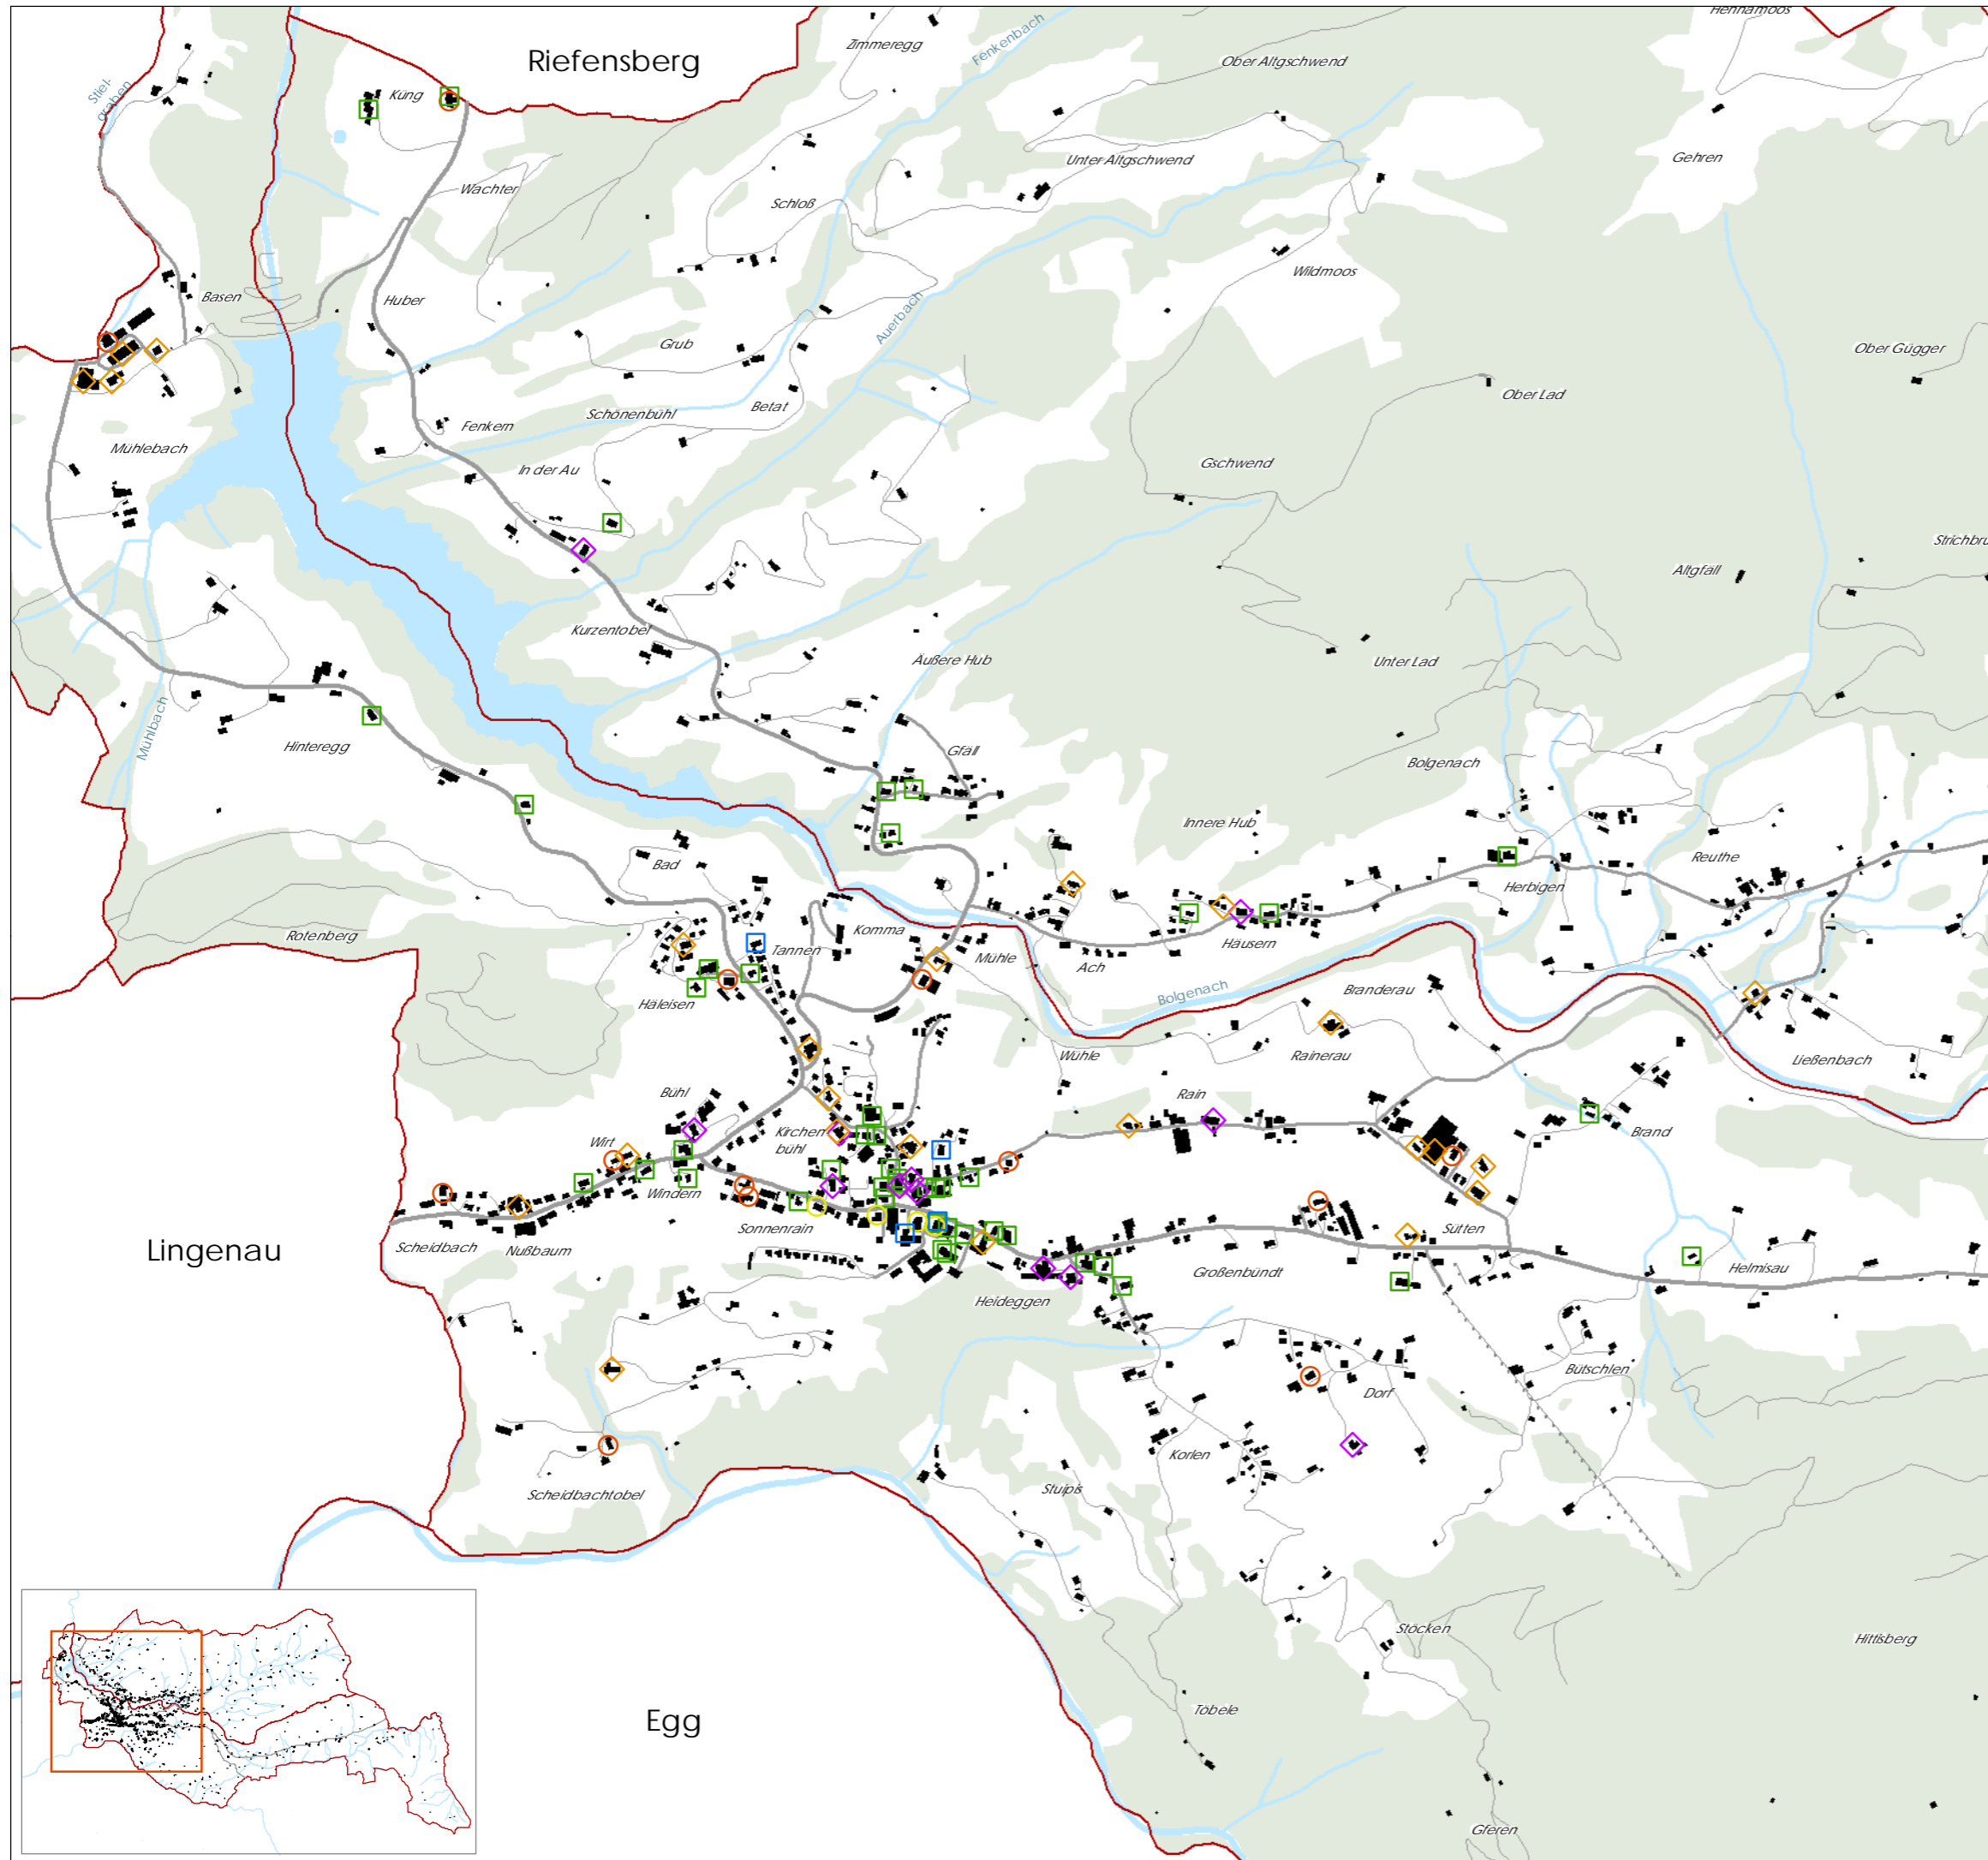 Hennamoos
Zimmeregg
Fenkenbach
Riefensberg
Ober Altgschwend
Stiel-
graben
Küng
Unter Altgschwend
Gehren
Wachter
Schloß
Wildmoos
Basen
Huber
Auerbach
Grub
Ober Gügger
Ober Lad
Schönenbühl
Betat
Fenkern
Mühlebach
In der Au
Gschwend
Altgfäll
Kurzentobel
Äußere Hub
Unter Lad
Mühlbach
Hinteregg
Gfäll
Bolgenach
Innere Hub
Bad
Reuthe
Herbigen
Rotenberg
Komma
Tannen
Mühle
Häusern
Ach
Bolgenach
Branderau
Häleisen
Wühle
Rainerau
Ließenbach
Bühl
Rain
Kirchen
bühl
Brand
Wirt
Windern
Sonnenrain
Sütten
Scheidbach
Nußbaum
Lingenau
Großenbündt
Helmisau
Heideggen
Bütschlen
Dorf
Korlen
Scheidbachtobel
Stuipis
Stöcken
Hittisberg
Töbele
Egg
Gferen